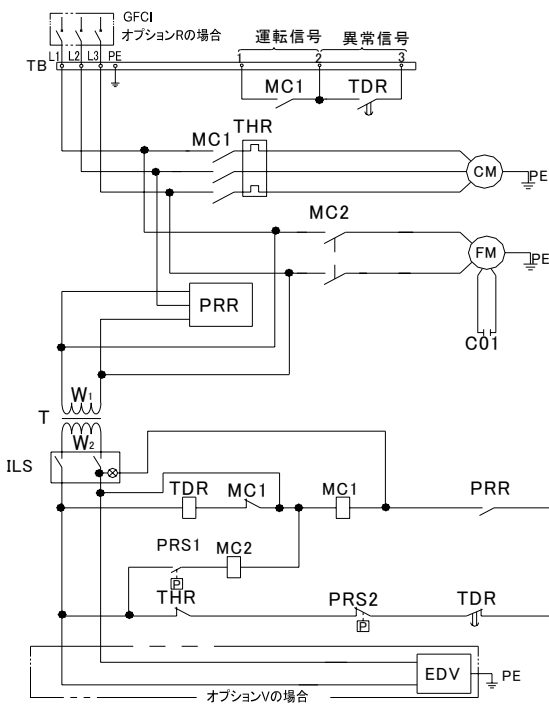 GFCI
オプションRの場合
L1 L2 L3 PE
TB
運転信号 異常信号
1 2 3
MC1 TDR
MC1 THR
CM PE
MC2
FM PE
C01
PRR
W1
T
W2
ILS
TDR MC1 MC1 PRR
PRS1 MC2
P
THR PRS2 TDR
P
EDV PE
オプションVの場合